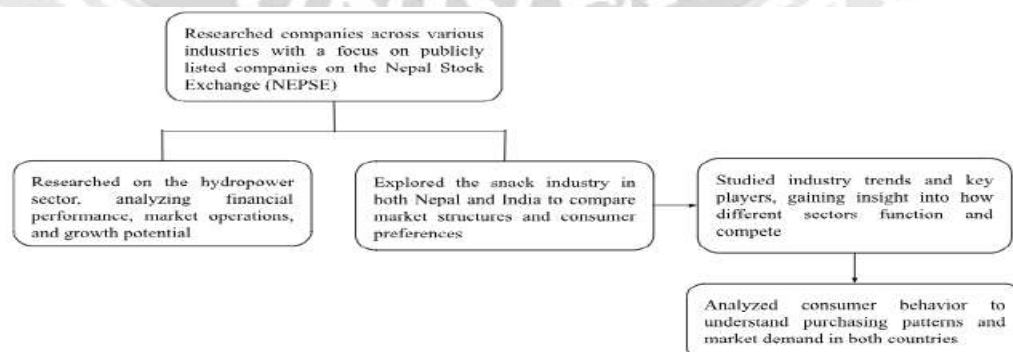 Researched companies across various
industries with a focus on publicly
listed companies on the Nepal Stock
Exchange (NEPSE)
Researched on the hydropower
sector, analyzing financial
performance, market operations,
and growth potential
Explored the snack industry in
both Nepal and India to compare
market structures and consumer
preferences
Studied industry trends and key
players, gaining insight into how
different sectors function and
compete
Analyzed consumer behavior to
understand purchasing patterns and
market demand in both countries